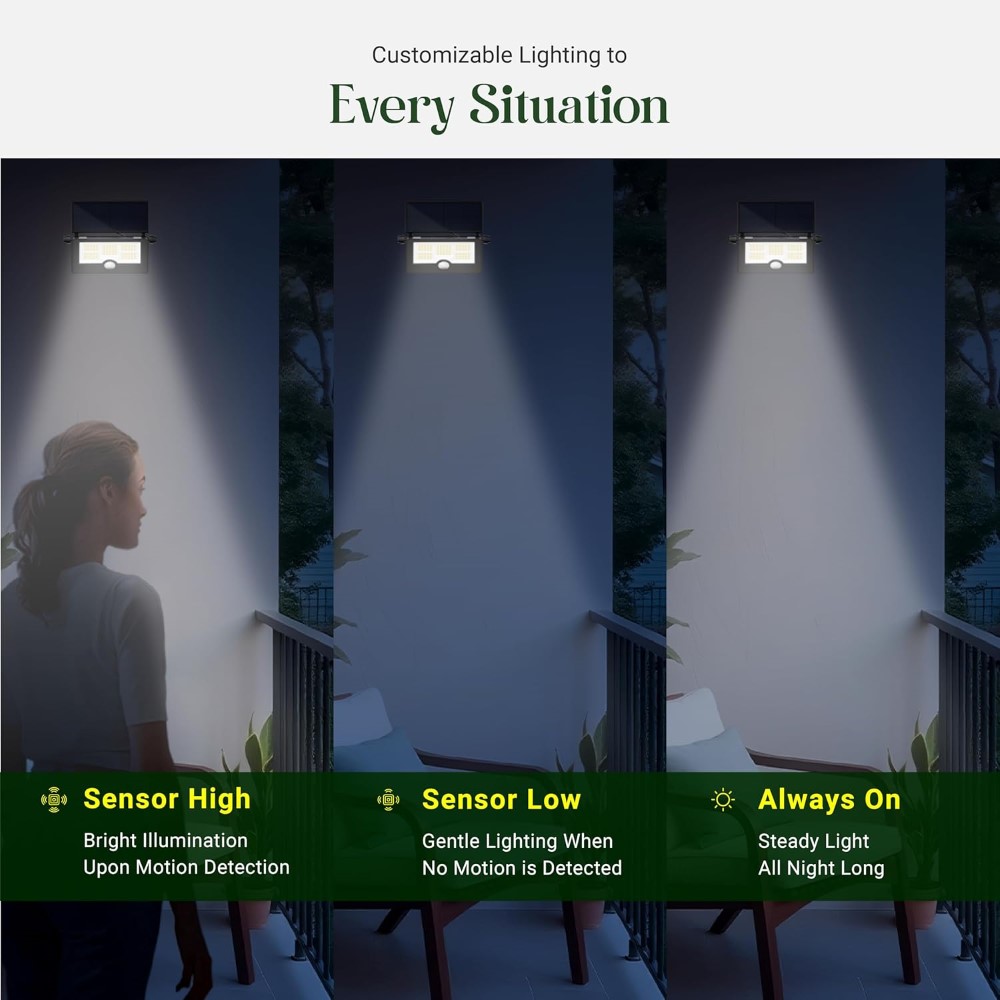 Customizable Lighting to
Every Situation
Sensor High
Bright Illumination
Upon Motion Detection
Sensor Low
Gentle Lighting When
No Motion is Detected
Always On
Steady Light
All Night Long